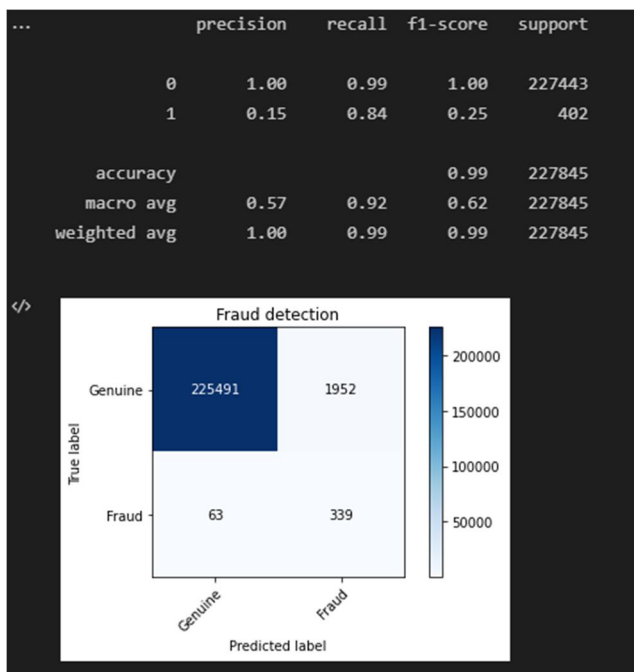 ... precision recall f1-score support
0 1.00 0.99 1.00 227443
1 0.15 0.84 0.25 402
accuracy 0.99 227845
macro avg 0.57 0.92 0.62 227845
weighted avg 1.00 0.99 0.99 227845
</>
Fraud detection
True label
Genuine 225491 1952
Fraud 63 339
200000
150000
100000
50000
Genuine Fraud
Predicted label